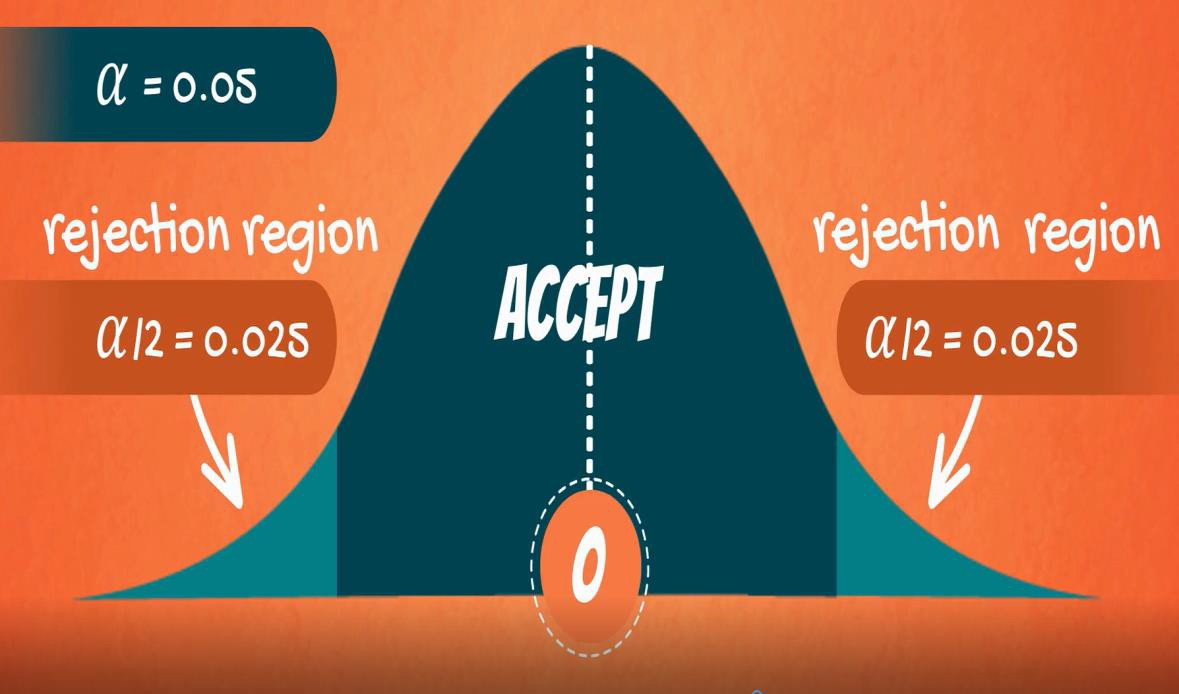 α = 0.05
rejection region
rejection region
ACCEPT
α/2 = 0.025
α/2 = 0.025
0